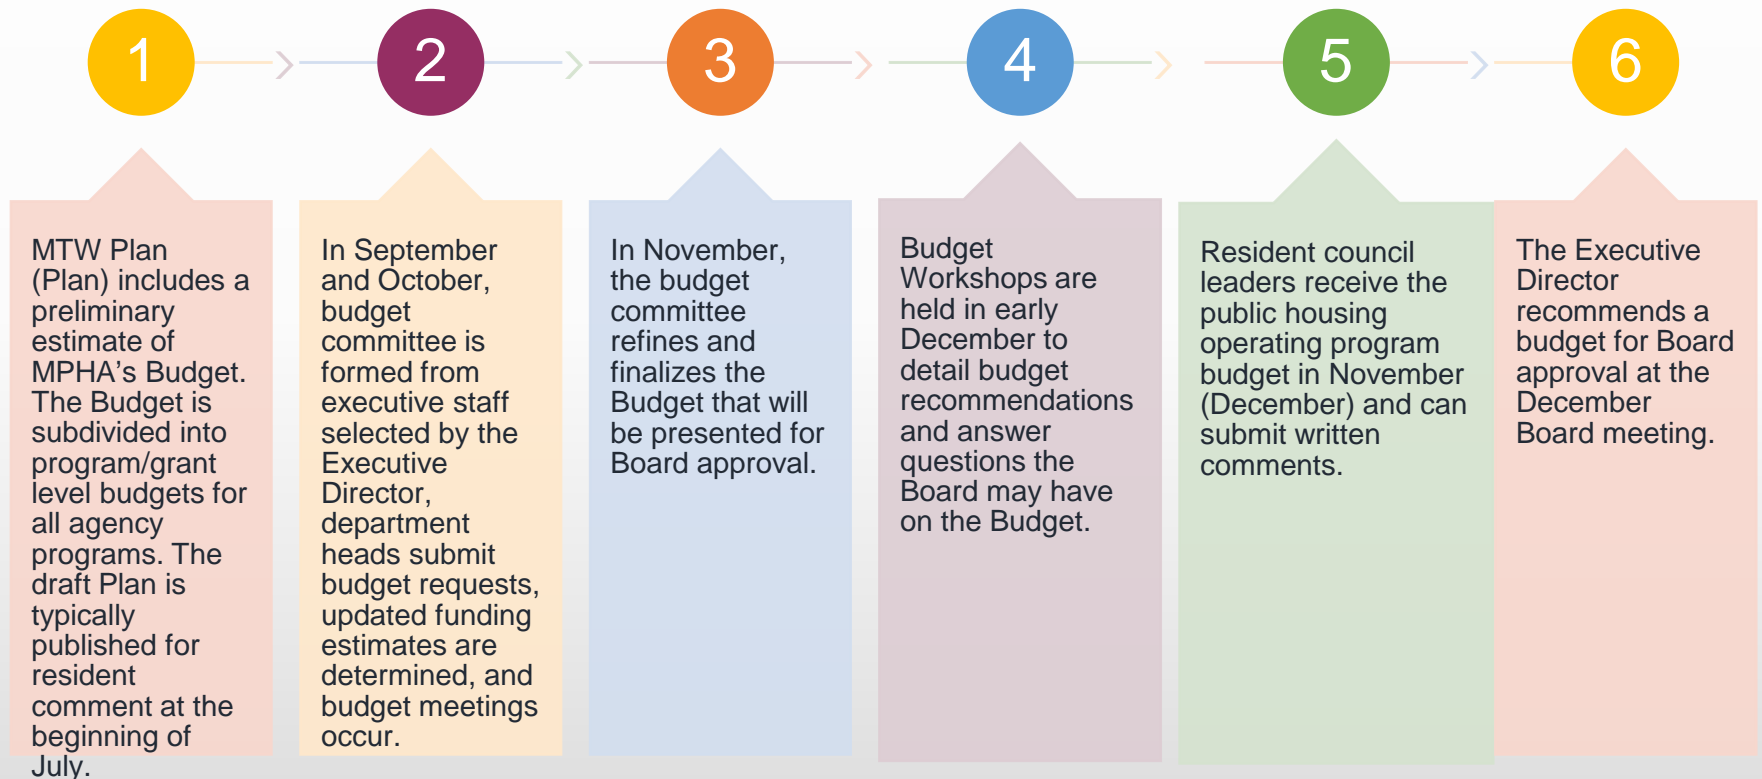 1
2
3
4
5
6
MTW Plan
(Plan) includes a
preliminary
estimate of
MPHA's Budget.
The Budget is
subdivided into
program/grant
level budgets for
all agency
programs. The
draft Plan is
typically
published for
resident
comment at the
beginning of
July.
In September
and October,
budget
committee is
formed from
executive staff
selected by the
Executive
Director,
department
heads submit
budget requests,
updated funding
estimates are
determined, and
budget meetings
occur.
In November,
the budget
committee
refines and
finalizes the
Budget that will
be presented for
Board approval.
Budget
Workshops are
held in early
December to
detail budget
recommendations
and answer
questions the
Board may have
on the Budget.
Resident council
leaders receive the
public housing
operating program
budget in November
(December) and can
submit written
comments.
The Executive
Director
recommends a
budget for Board
approval at the
December
Board meeting.